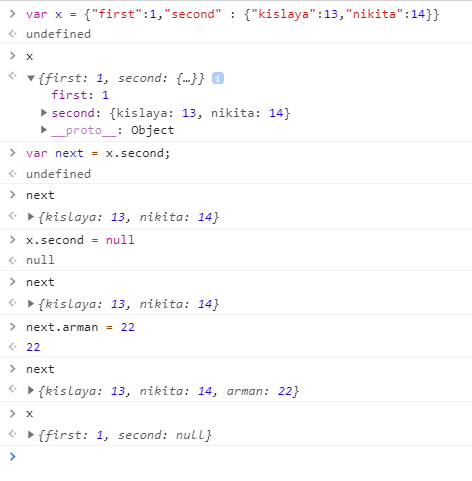 var x = {"first":1,"second" : {"kislaya":13,"nikita":14}}
undefined
x
{first: 1, second: {…}} i
first: 1
second: {kislaya: 13, nikita: 14}
__proto__: Object
var next = x.second;
undefined
next
{kislaya: 13, nikita: 14}
x.second = null
null
next
{kislaya: 13, nikita: 14}
next.arman = 22
22
next
{kislaya: 13, nikita: 14, arman: 22}
x
{first: 1, second: null}